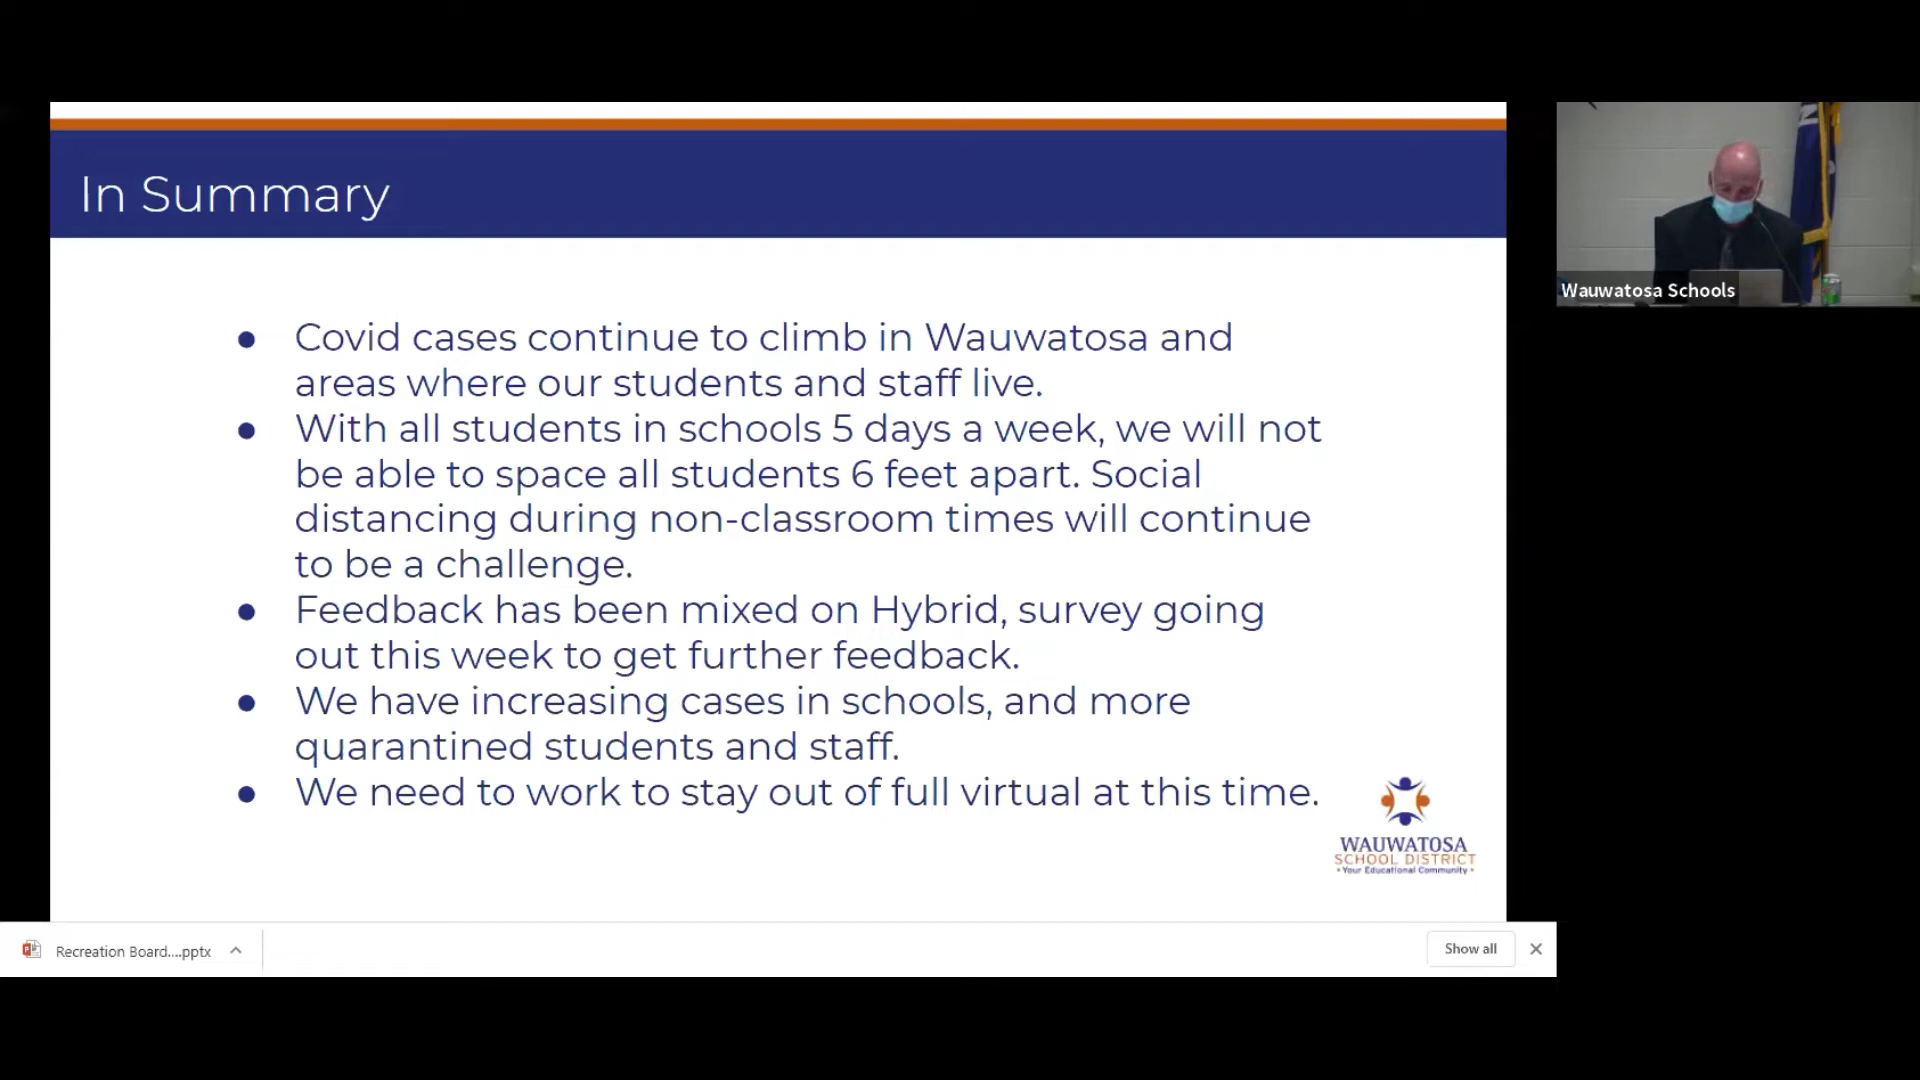 In Summary
● Covid cases continue to climb in Wauwatosa and
areas where our students and staff live.
● With all students in schools 5 days a week, we will not
be able to space all students 6 feet apart. Social
distancing during non-classroom times will continue
to be a challenge.
● Feedback has been mixed on Hybrid, survey going
out this week to get further feedback.
● We have increasing cases in schools, and more
quarantined students and staff.
● We need to work to stay out of full virtual at this time.
WAUWATOSA
SCHOOL DISTRICT
• Your Educational Community •
Wauwatosa Schools
Recreation Board....pptx
Show all